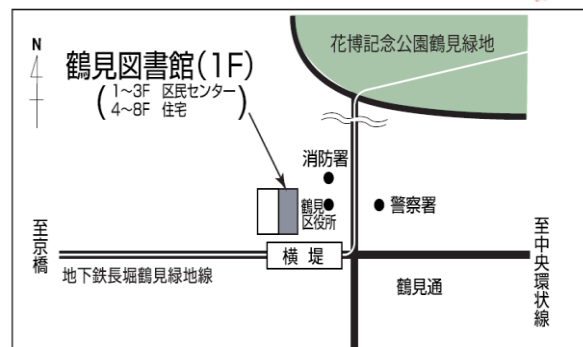 N
花博記念公園鶴見緑地
鶴見図書館(1F)
(1～3F 区民センター
4～8F 住宅)
消防署
鶴見
区役所
警察署
至京橋
横堤
至中央環状線
地下鉄長堀鶴見緑地線
鶴見通